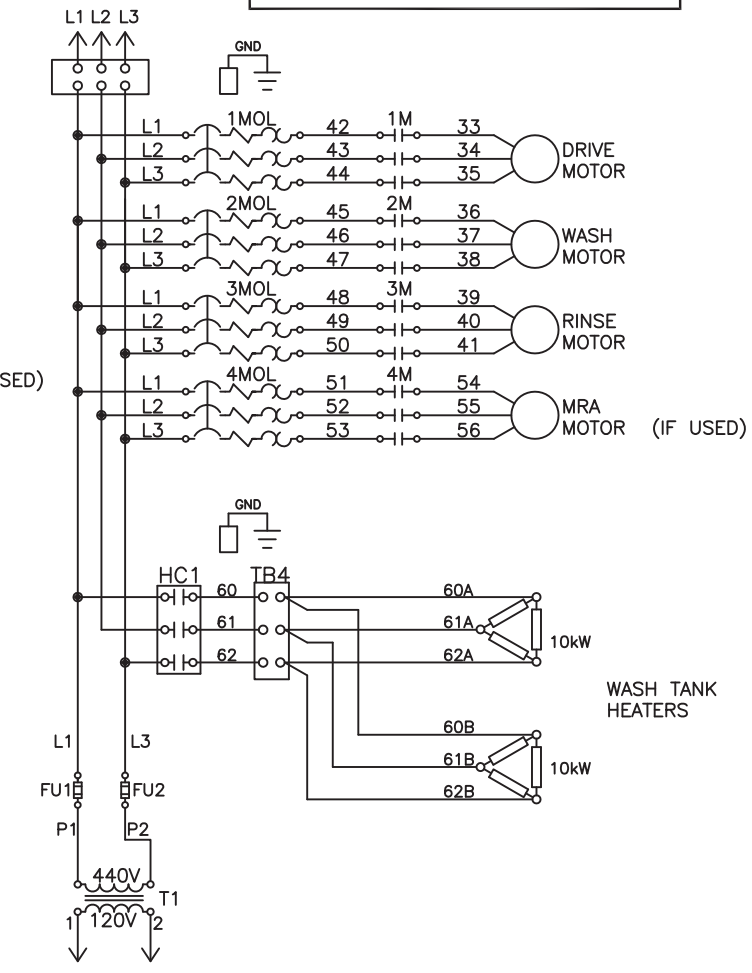 L1 L2 L3
GND
1MOL 1M
L1 42 33
L2 43 34
L3 44 35
DRIVE
MOTOR
2MOL 2M
L1 45 36
L2 46 37
L3 47 38
WASH
MOTOR
3MOL 3M
L1 48 39
L2 49 40
L3 50 41
RINSE
MOTOR
SED)
4MOL 4M
L1 51 54
L2 52 55
L3 53 56
MRA
MOTOR (IF USED)
GND
HC1 TB4
60 60A
61 61A
62 62A
10kW
WASH TANK
HEATERS
60B
61B
62B
10kW
L1 L3
FU1 FU2
P1 P2
440V
T1
1 120V 2